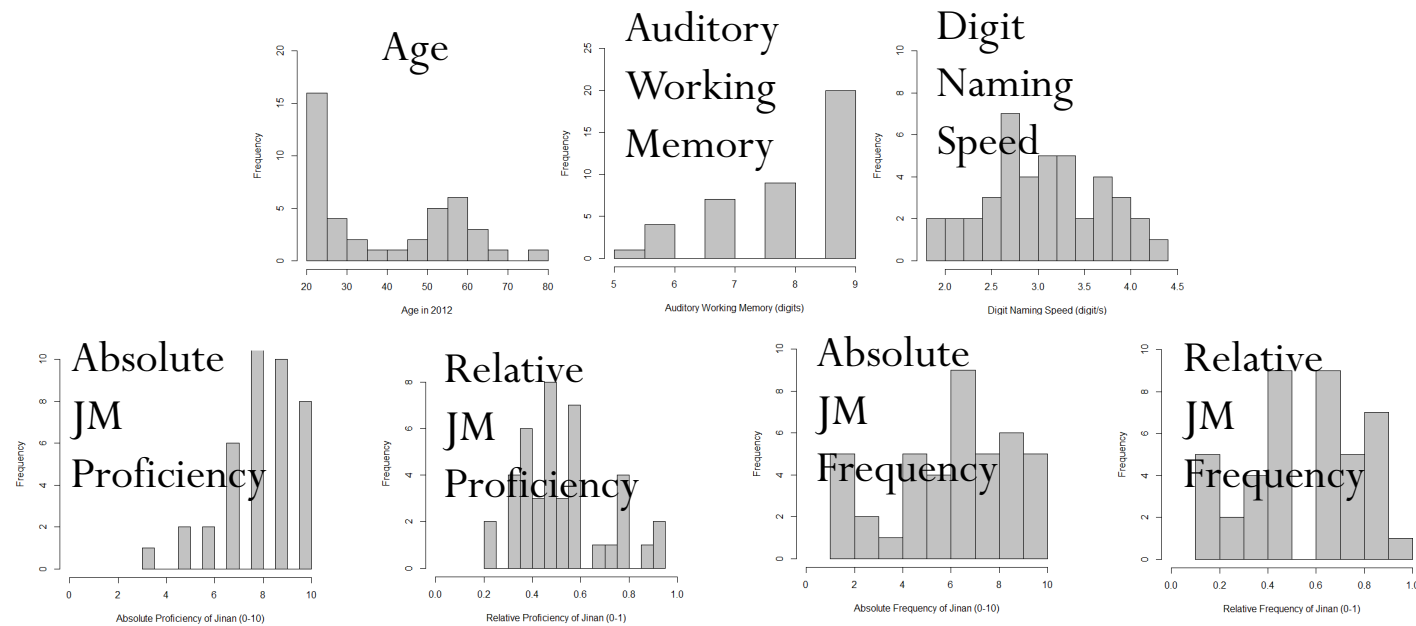 Age
Frequency
20
15
10
5
0
20 30 40 50 60 70 80
Age in 2012
Auditory
Working
Memory
Frequency
25
20
15
10
5
0
5 6 7 8 9
Auditory Working Memory (digits)
Digit
Naming
Speed
Frequency
10
8
6
4
2
0
2.0 2.5 3.0 3.5 4.0 4.5
Digit Naming Speed (digit/s)
Absolute
JM
Proficiency
Frequency
10
8
6
4
2
0
0 2 4 6 8 10
Absolute Proficiency of Jinan (0-10)
Relative
JM
Proficiency
Frequency
8
6
4
2
0
0.0 0.2 0.4 0.6 0.8 1.0
Relative Proficiency of Jinan (0-1)
Absolute
JM
Frequency
Frequency
10
8
6
4
2
0
0 2 4 6 8 10
Absolute Frequency of Jinan (0-10)
Relative
JM
Frequency
Frequency
10
8
6
4
2
0
0.0 0.2 0.4 0.6 0.8 1.0
Relative Frequency of Jinan (0-1)